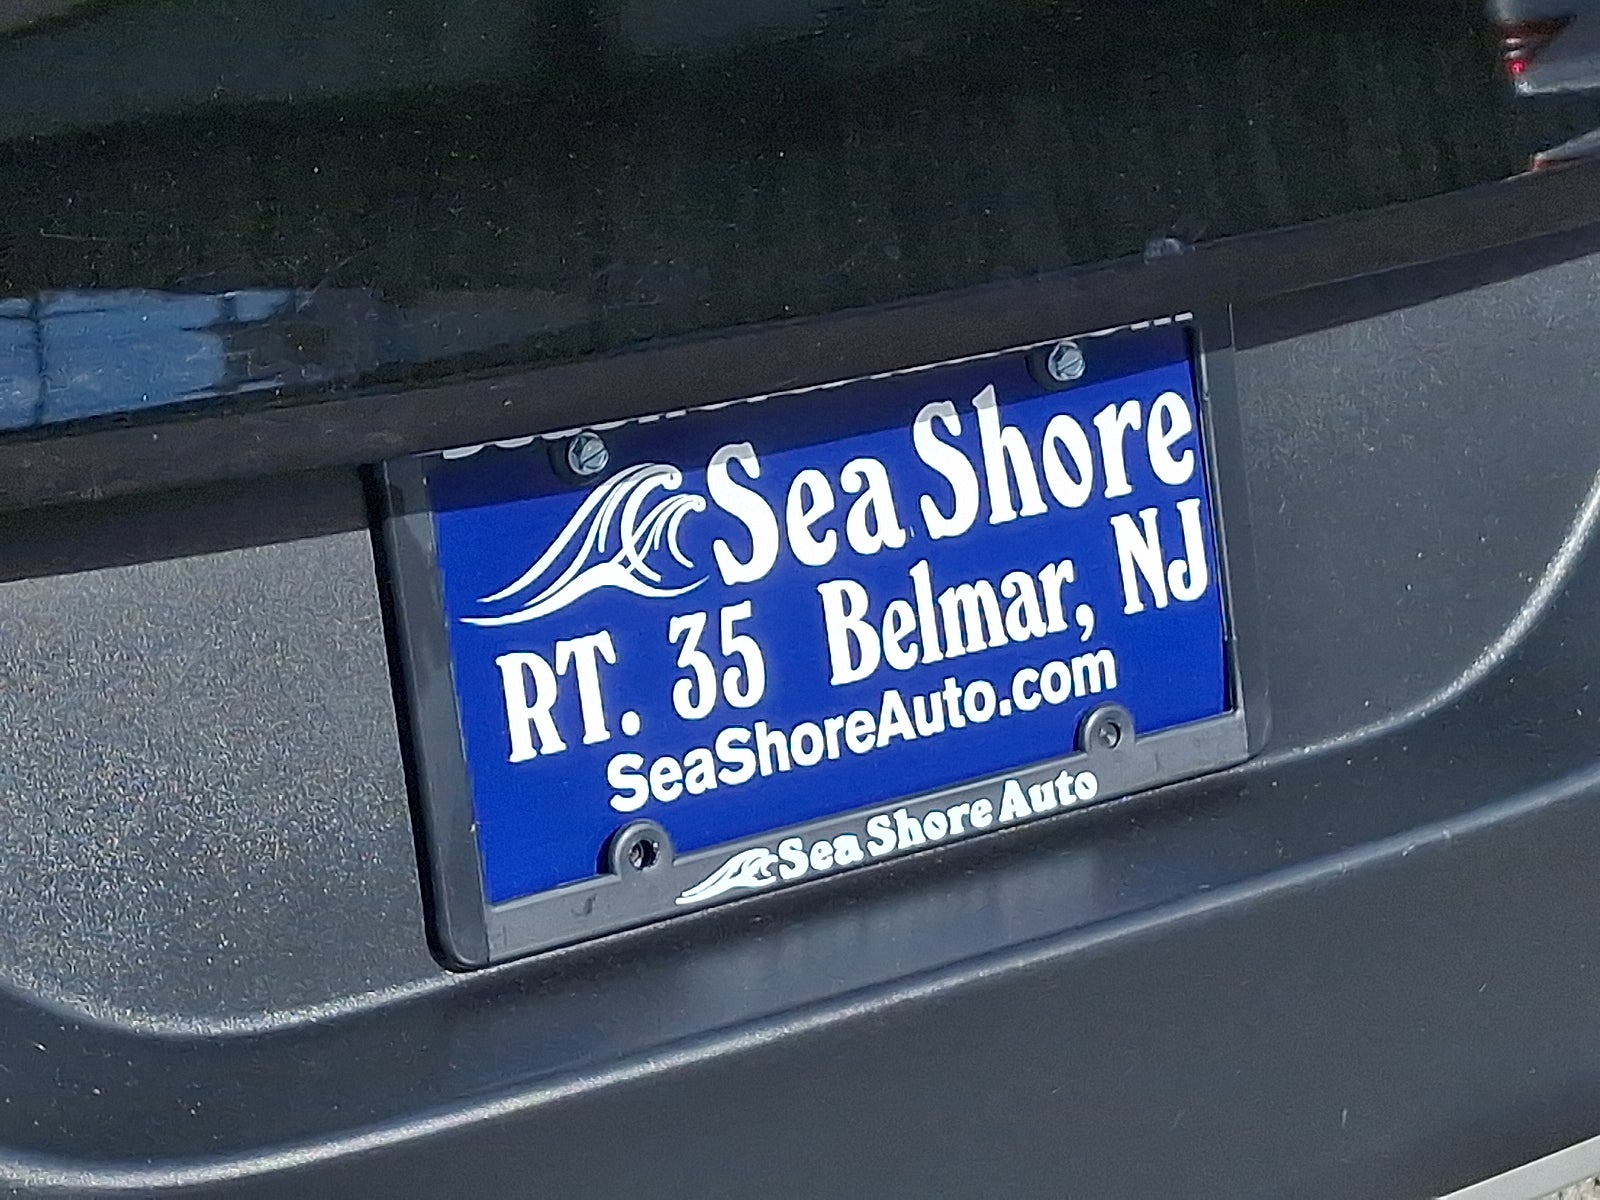 Sea Shore
RT. 35 Belmar, NJ
SeaShoreAuto.com
Sea Shore Auto